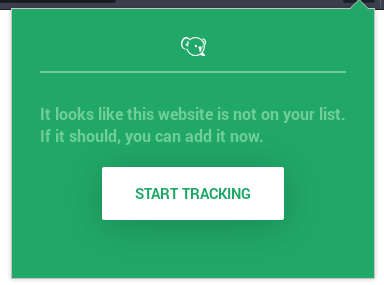 It looks like this website is not on your list.
If it should, you can add it now.
START TRACKING